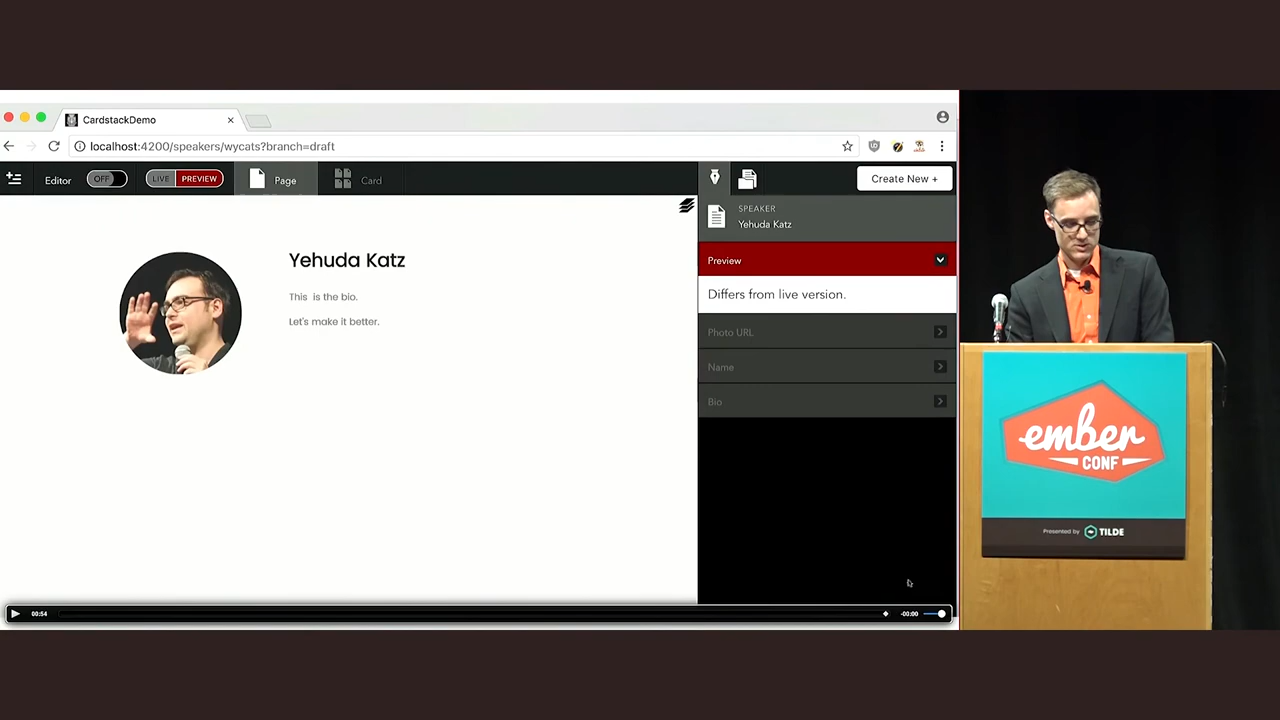 CardstackDemo
localhost:4200/speakers/wycats?branch=draft
Editor
OFF
LIVE
PREVIEW
Page
Card
Create New +
SPEAKER
Yehuda Katz
Preview
Differs from live version.
Photo URL
Name
Bio
Yehuda Katz
This is the bio.
Let's make it better.
00:54
-00:00
ember
CONF
Presented by TILDE